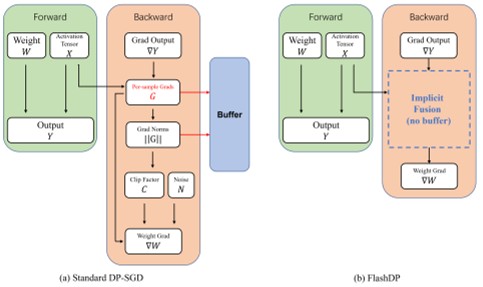 Forward
Backward
Weight
W
Activation
Tensor
X
Output
Y
Grad Output
∇Y
Per-sample Grads
G
Grad Norms
||G||
Clip Factor
C
Noise
N
Weight Grad
∇W
Buffer
(a) Standard DP-SGD
Forward
Backward
Weight
W
Activation
Tensor
X
Output
Y
Grad Output
∇Y
Implicit
Fusion
(no buffer)
Weight Grad
∇W
(b) FlashDP